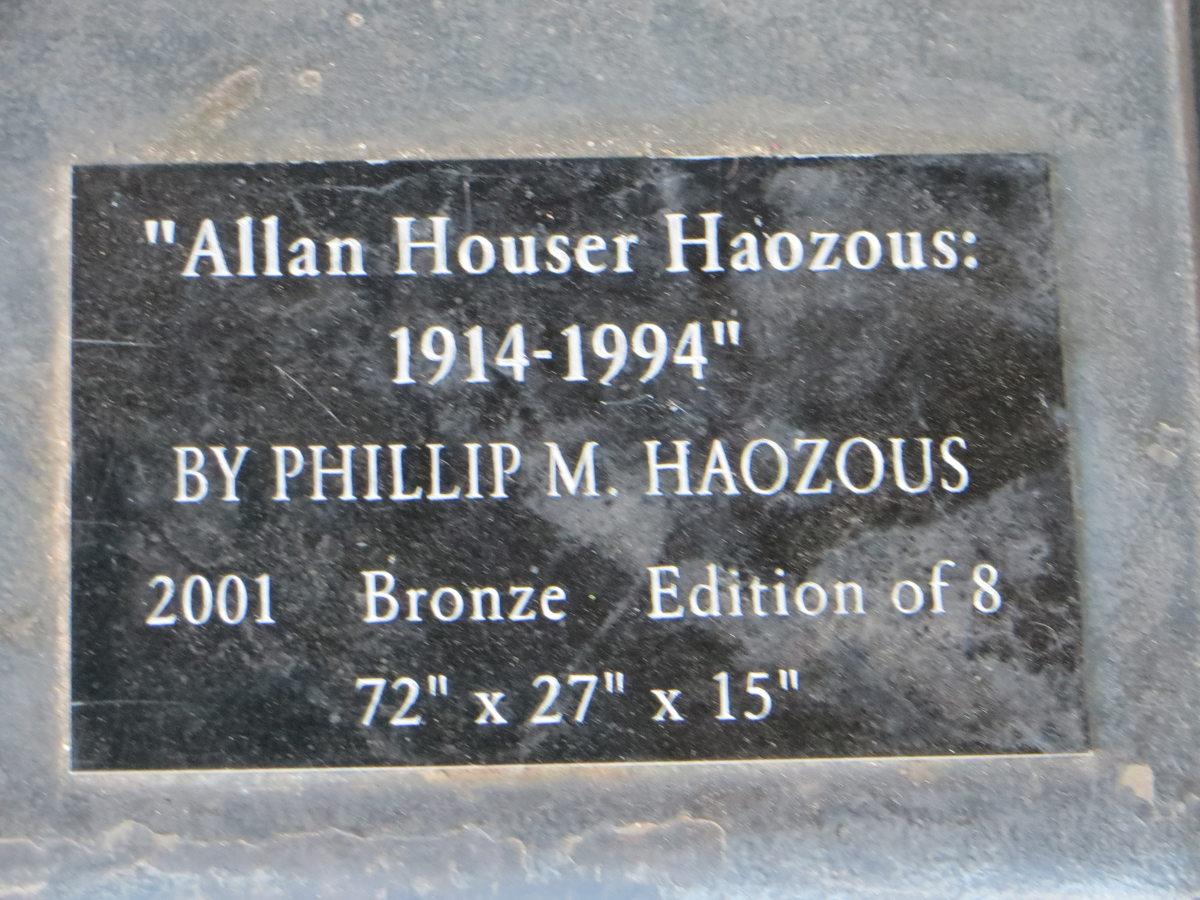 "Allan Houser Haozous:
1914-1994"
BY PHILLIP M. HAOZOUS
2001 Bronze Edition of 8
72" x 27" x 15"